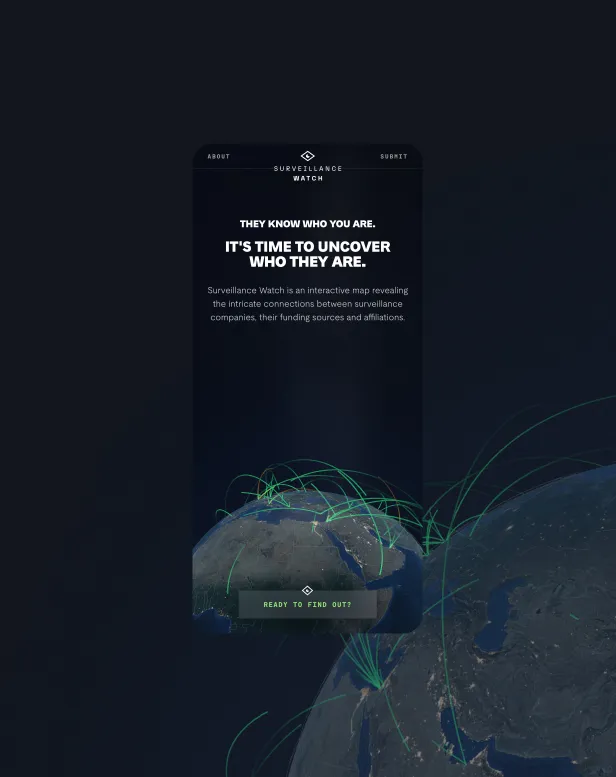 ABOUT
SUBMIT
SURVEILLANCE
WATCH
THEY KNOW WHO YOU ARE.
IT'S TIME TO UNCOVER
WHO THEY ARE.
Surveillance Watch is an interactive map revealing
the intricate connections between surveillance
companies, their funding sources and affiliations.
READY TO FIND OUT?